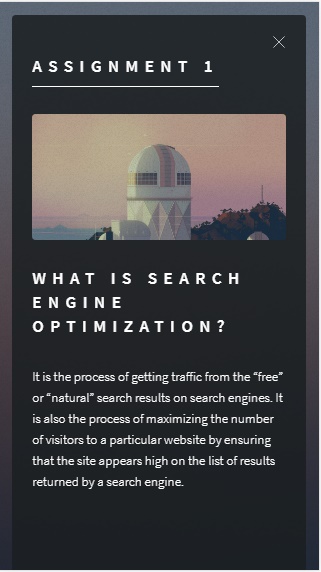 ASSIGNMENT 1
WHAT IS SEARCH
ENGINE
OPTIMIZATION?
It is the process of getting traffic from the “free”
or “natural” search results on search engines. It
is also the process of maximizing the number
of visitors to a particular website by ensuring
that the site appears high on the list of results
returned by a search engine.